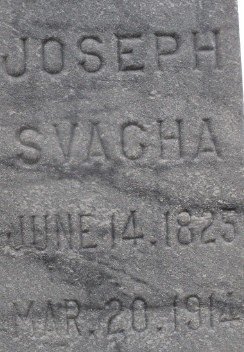 JOSEPH
SVACHA
JUNE 14. 1825
MAR. 20. 1914